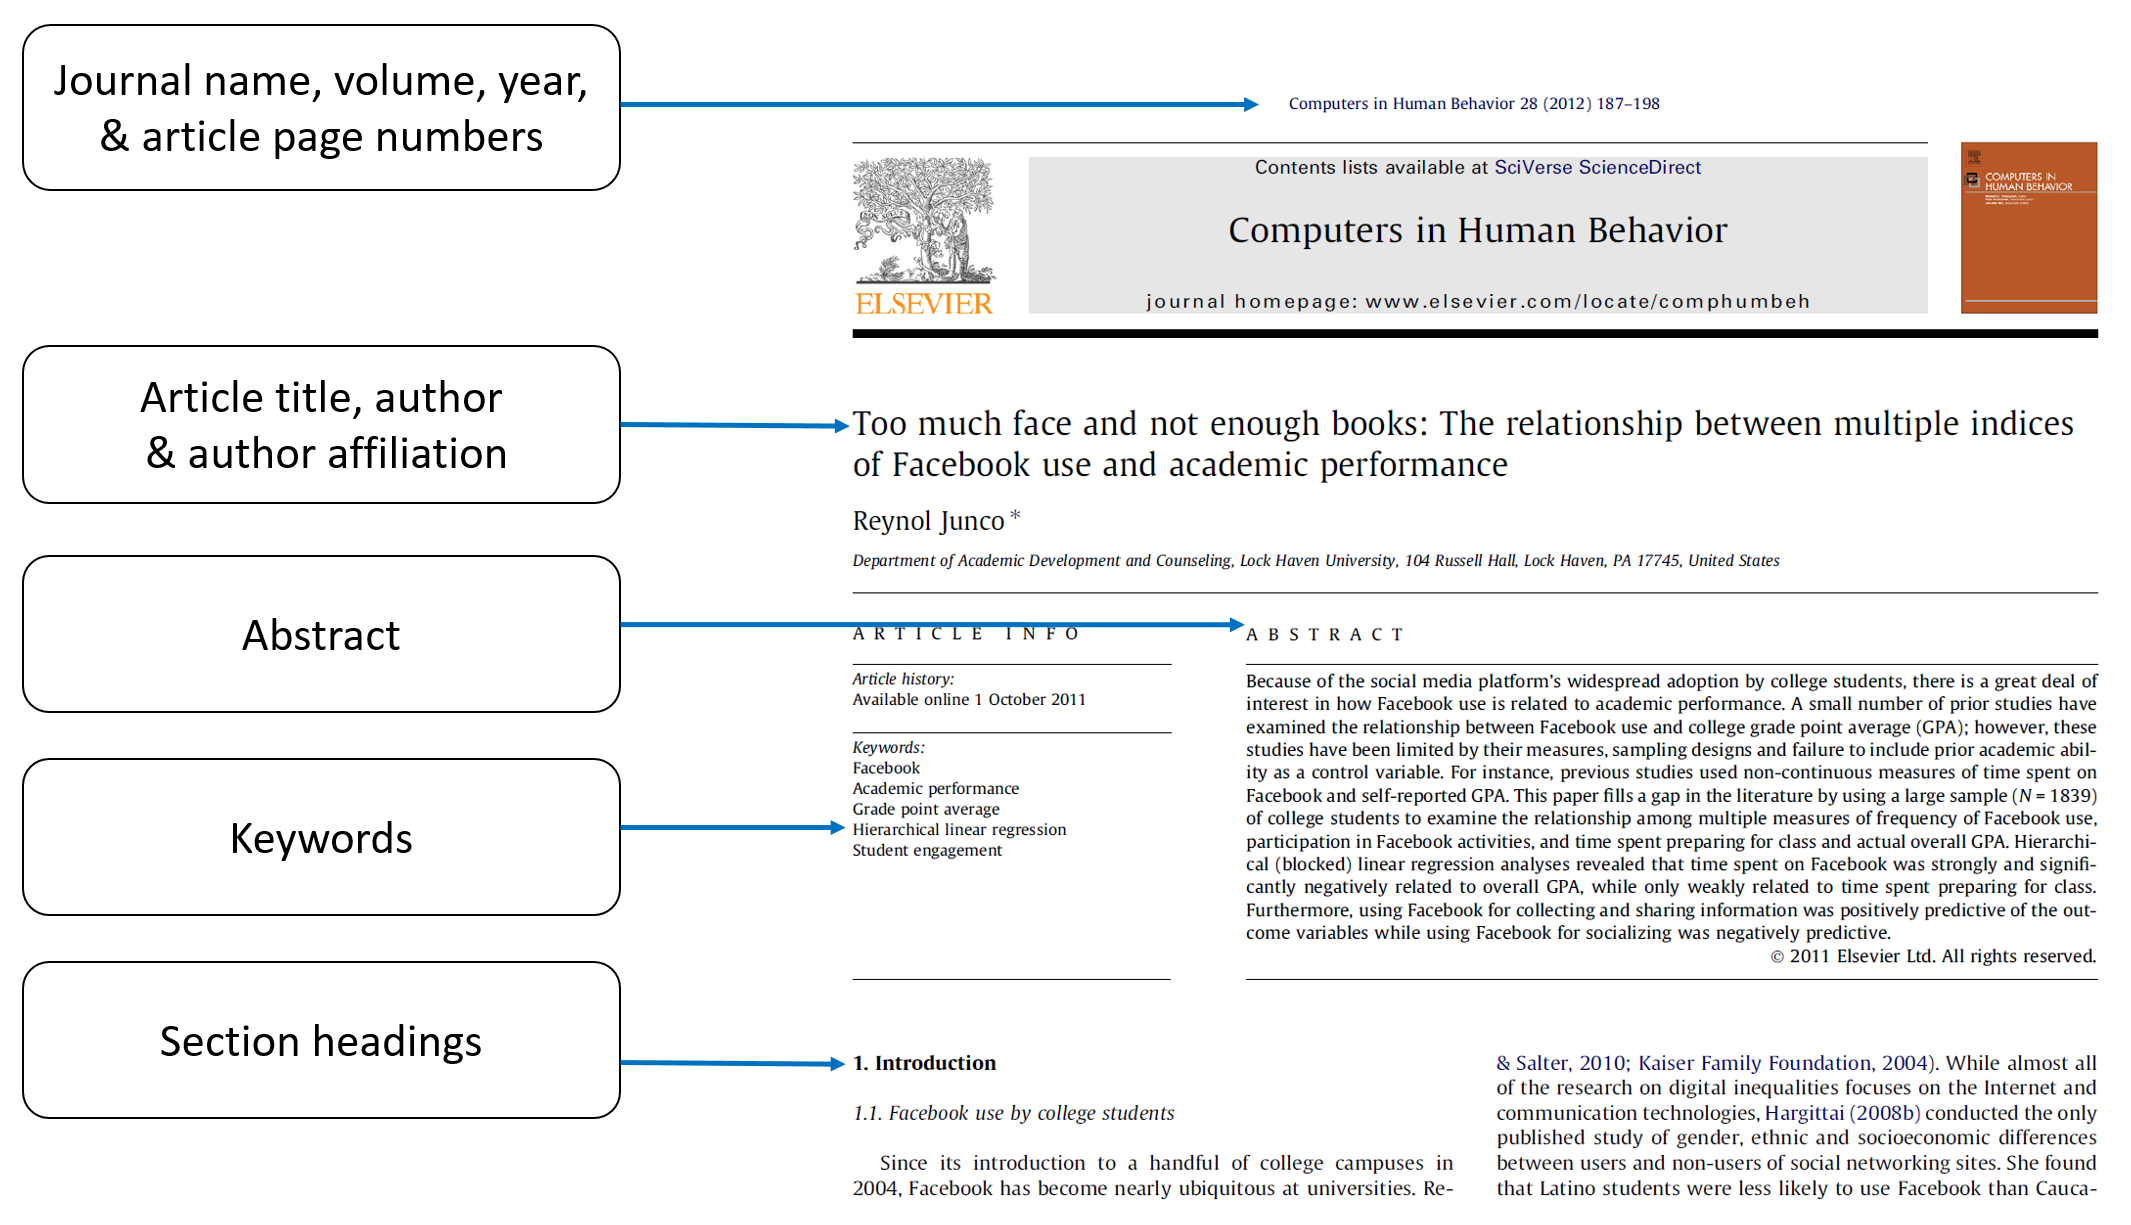 Journal name, volume, year,
& article page numbers
Computers in Human Behavior 28 (2012) 187–198
Contents lists available at SciVerse ScienceDirect
Computers in Human Behavior
journal homepage: www.elsevier.com/locate/comphumbeh
NON SOLUS
ELSEVIER
COMPUTERS IN
HUMAN BEHAVIOR
Article title, author
& author affiliation
Too much face and not enough books: The relationship between multiple indices
of Facebook use and academic performance
Reynol Junco *
Department of Academic Development and Counseling, Lock Haven University, 104 Russell Hall, Lock Haven, PA 17745, United States
Abstract
ARTICLE INFO
Article history:
Available online 1 October 2011
Keywords
Keywords:
Facebook
Academic performance
Grade point average
Hierarchical linear regression
Student engagement
ABSTRACT
Because of the social media platform's widespread adoption by college students, there is a great deal of
interest in how Facebook use is related to academic performance. A small number of prior studies have
examined the relationship between Facebook use and college grade point average (GPA); however, these
studies have been limited by their measures, sampling designs and failure to include prior academic abil-
ity as a control variable. For instance, previous studies used non-continuous measures of time spent on
Facebook and self-reported GPA. This paper fills a gap in the literature by using a large sample (N = 1839)
of college students to examine the relationship among multiple measures of frequency of Facebook use,
participation in Facebook activities, and time spent preparing for class and actual overall GPA. Hierarchi-
cal (blocked) linear regression analyses revealed that time spent on Facebook was strongly and signifi-
cantly negatively related to overall GPA, while only weakly related to time spent preparing for class.
Furthermore, using Facebook for collecting and sharing information was positively predictive of the out-
come variables while using Facebook for socializing was negatively predictive.
© 2011 Elsevier Ltd. All rights reserved.
Section headings
1. Introduction
1.1. Facebook use by college students
Since its introduction to a handful of college campuses in
2004, Facebook has become nearly ubiquitous at universities. Re-
& Salter, 2010; Kaiser Family Foundation, 2004). While almost all
of the research on digital inequalities focuses on the Internet and
communication technologies, Hargittai (2008b) conducted the only
published study of gender, ethnic and socioeconomic differences
between users and non-users of social networking sites. She found
that Latino students were less likely to use Facebook than Cauca-